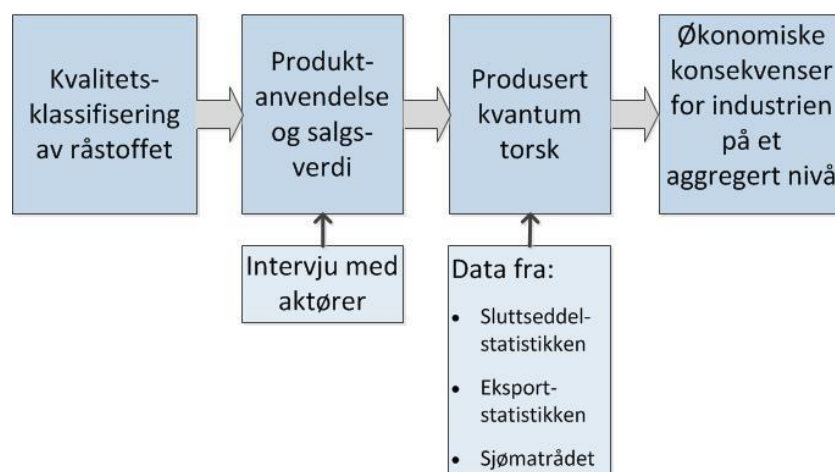 Kvalitets-
klassifisering
av råstoffet
Produkt-
anvendelse
og salgs-
verdi
Produsert
kvantum
torsk
Økonomiske
konsekvenser
for industrien
på et
aggregert nivå
Intervju med
aktører
Data fra:
• Sluttseddel-
statistikken
• Eksport-
statistikken
• Sjømatrådet